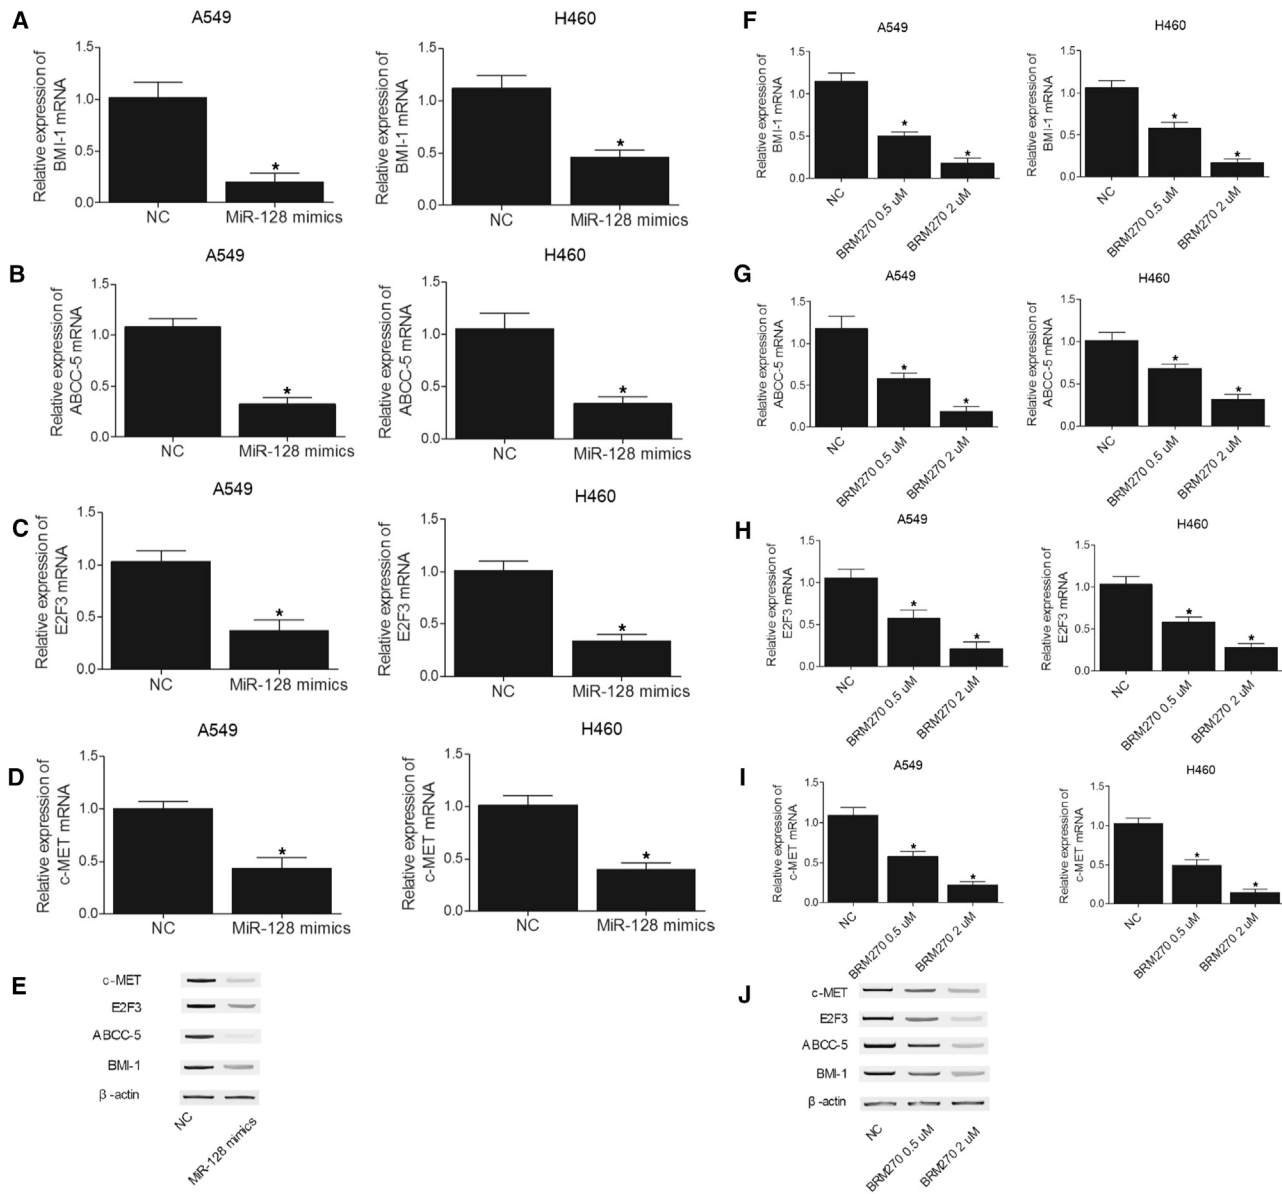 A
A549
Relative expression of
BMI-1 mRNA
1.5
1.0
0.5
0.0
*
NC
MiR-128 mimics
H460
Relative expression of
BMI-1 mRNA
1.5
1.0
0.5
0.0
*
NC
MiR-128 mimics
B
A549
Relative expression of
ABCC-5 mRNA
1.5
1.0
0.5
0.0
*
NC
MiR-128 mimics
H460
Relative expression of
ABCC-5 mRNA
1.5
1.0
0.5
0.0
*
NC
MiR-128 mimics
C
A549
Relative expression of
E2F3 mRNA
1.5
1.0
0.5
0.0
*
NC
MiR-128 mimics
H460
Relative expression of
E2F3 mRNA
1.5
1.0
0.5
0.0
*
NC
MiR-128 mimics
D
A549
Relative expression of
c-MET mRNA
1.5
1.0
0.5
0.0
*
NC
MiR-128 mimics
H460
Relative expression of
c-MET mRNA
1.5
1.0
0.5
0.0
*
NC
MiR-128 mimics
E
c-MET
E2F3
ABCC-5
BMI-1
β-actin
NC
MiR-128 mimics
F
A549
Relative expression of
BMI-1 mRNA
1.5
1.0
0.5
0.0
*
*
NC
BRM270 0.5 uM
BRM270 2 uM
H460
Relative expression of
BMI-1 mRNA
1.5
1.0
0.5
0.0
*
*
NC
BRM270 0.5 uM
BRM270 2 uM
G
A549
Relative expression of
ABCC-5 mRNA
1.5
1.0
0.5
0.0
*
*
NC
BRM270 0.5 uM
BRM270 2 uM
H460
Relative expression of
ABCC-5 mRNA
1.5
1.0
0.5
0.0
*
*
NC
BRM270 0.5 uM
BRM270 2 uM
H
A549
Relative expression of
E2F3 mRNA
1.5
1.0
0.5
0.0
*
*
NC
BRM270 0.5 uM
BRM270 2 uM
H460
Relative expression of
E2F3 mRNA
1.5
1.0
0.5
0.0
*
*
NC
BRM270 0.5 uM
BRM270 2 uM
I
A549
Relative expression of
c-MET mRNA
1.5
1.0
0.5
0.0
*
*
NC
BRM270 0.5 uM
BRM270 2 uM
H460
Relative expression of
c-MET mRNA
1.5
1.0
0.5
0.0
*
*
NC
BRM270 0.5 uM
BRM270 2 uM
J
c-MET
E2F3
ABCC-5
BMI-1
β-actin
NC
BRM270 0.5 uM
BRM270 2 uM